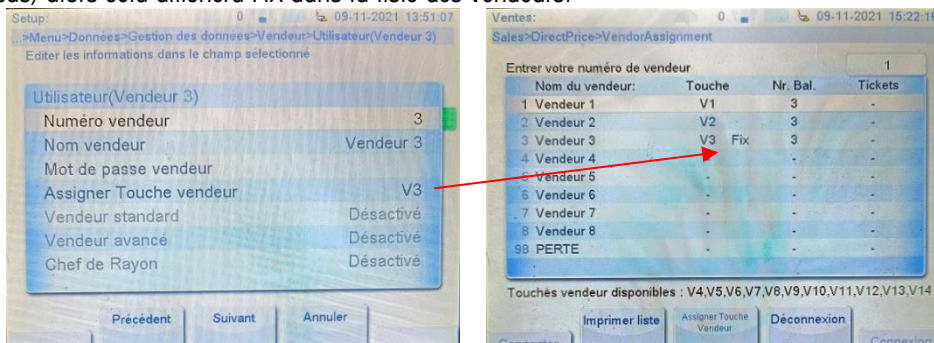 Setup: 0 09-11-2021 13:51:07
...>Menu>Données>Gestion des données>Vendeur>Utilisateur(Vendeur 3)
Editer les informations dans le champ sélectionné
Utilisateur(Vendeur 3)
Numéro vendeur 3
Nom vendeur Vendeur 3
Mot de passe vendeur
Assigner Touche vendeur V3
Vendeur standard Désactivé
Vendeur avancé Désactivé
Chef de Rayon Désactivé
Précédent Suivant Annuler
Ventes: 0 09-11-2021 15:22:16
Sales>DirectPrice>VendorAssignment
Entrer votre numéro de vendeur 1
Nom du vendeur: Touche Nr. Bal. Tickets
1 Vendeur 1 V1 3 -
2 Vendeur 2 V2 3 -
3 Vendeur 3 V3 Fix 3 -
4 Vendeur 4 - - -
5 Vendeur 5 - - -
6 Vendeur 6 - - -
7 Vendeur 7 - - -
8 Vendeur 8 - - -
98 PERTE - - -
Touches vendeur disponibles : V4,V5,V6,V7,V8,V9,V10,V11,V12,V13,V14
Imprimer liste Assigner Touche Vendeur Déconnexion
Connexion